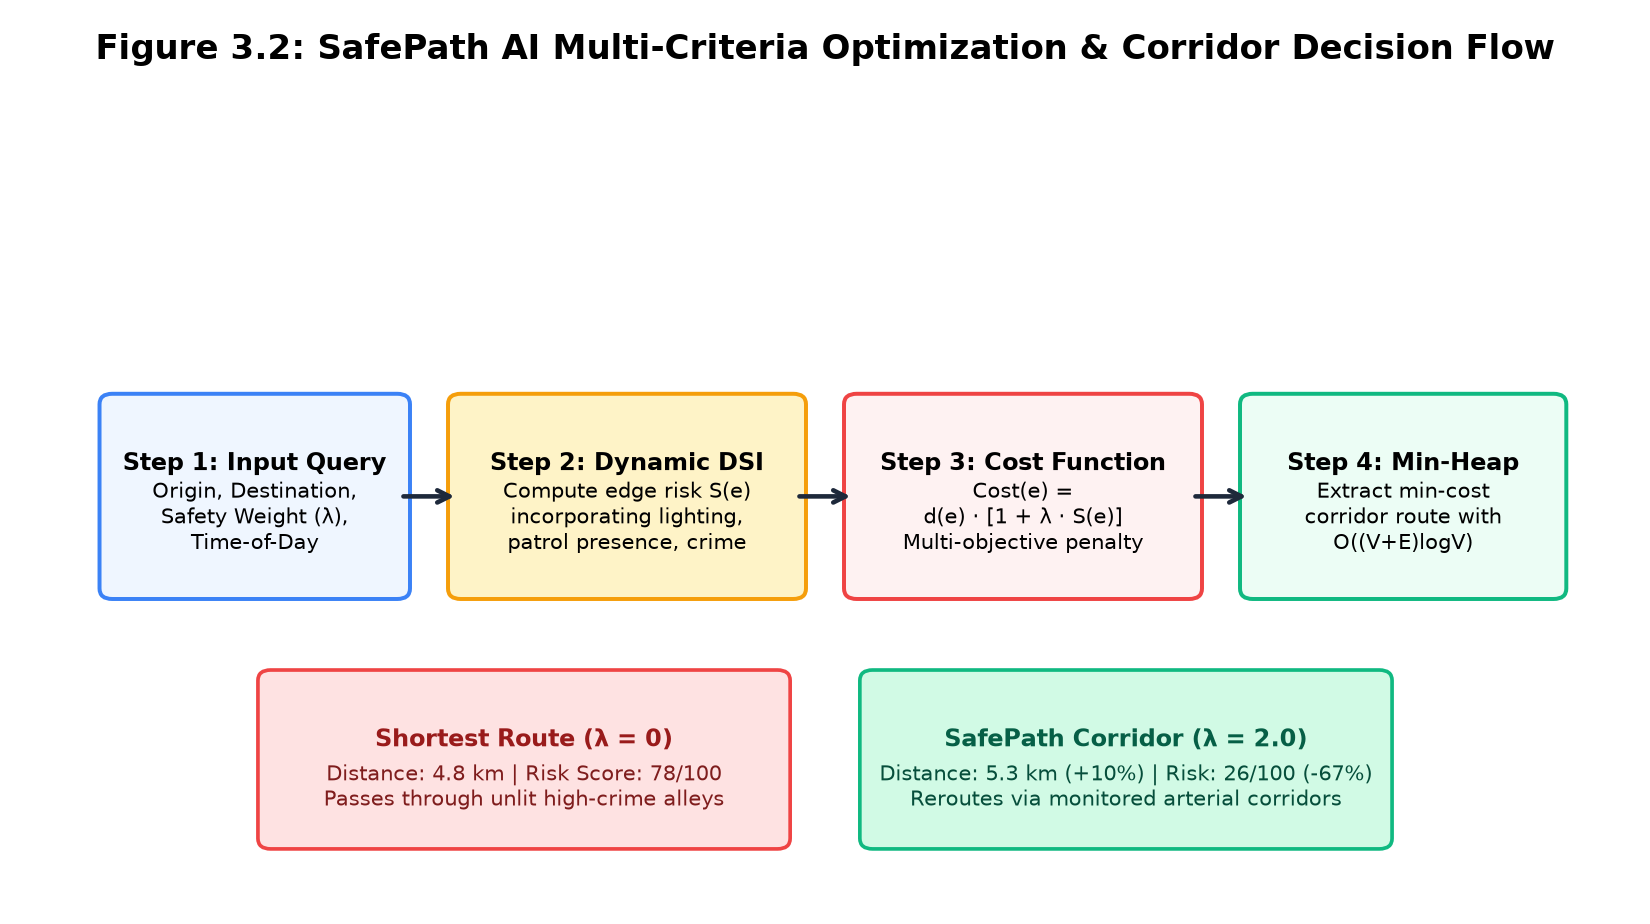 Figure 3.2: SafePath AI Multi-Criteria Optimization & Corridor Decision Flow
Step 1: Input Query
Origin, Destination,
Safety Weight (λ),
Time-of-Day
Step 2: Dynamic DSI
Compute edge risk S(e)
incorporating lighting,
patrol presence, crime
Step 3: Cost Function
Cost(e) =
d(e) · [1 + λ · S(e)]
Multi-objective penalty
Step 4: Min-Heap
Extract min-cost
corridor route with
O((V+E)logV)
Shortest Route (λ = 0)
Distance: 4.8 km | Risk Score: 78/100
Passes through unlit high-crime alleys
SafePath Corridor (λ = 2.0)
Distance: 5.3 km (+10%) | Risk: 26/100 (-67%)
Reroutes via monitored arterial corridors